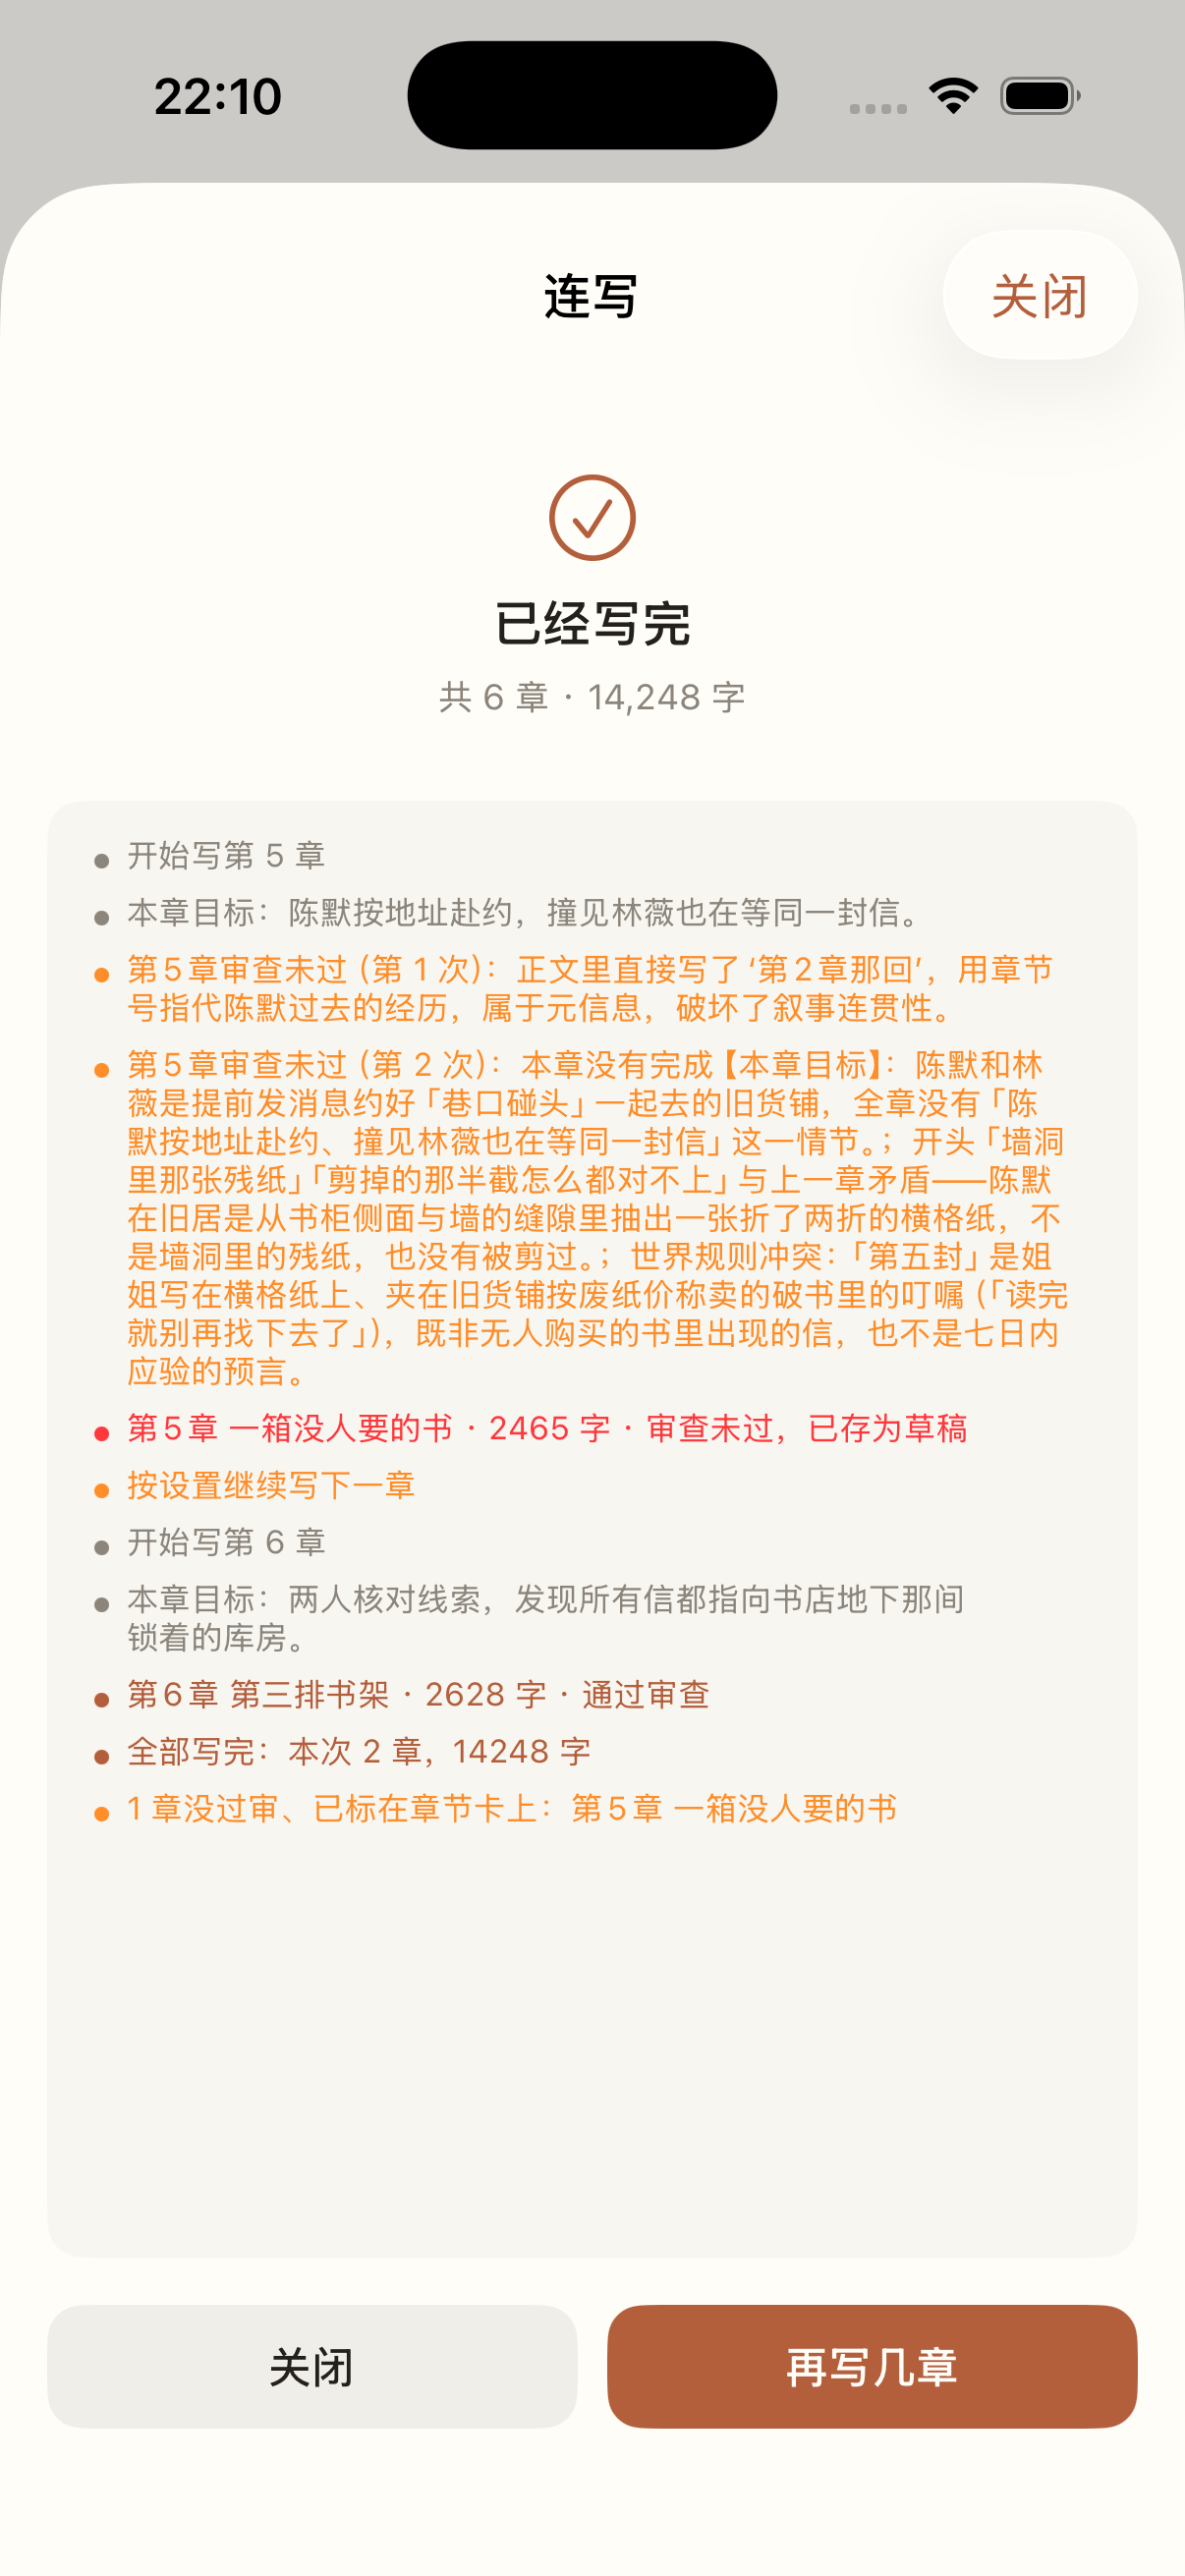 22:10
连写
关闭
已经写完
共 6 章 · 14,248 字
开始写第 5 章
本章目标：陈默按地址赴约，撞见林薇也在等同一封信。
第 5 章审查未过（第 1 次）：正文里直接写了‘第 2 章那回’，用章节
号指代陈默过去的经历，属于元信息，破坏了叙事连贯性。
第 5 章审查未过（第 2 次）：本章没有完成【本章目标】：陈默和林
薇是提前发消息约好「巷口碰头」一起去的旧货铺，全章没有「陈
默按地址赴约、撞见林薇也在等同一封信」这一情节。；开头「墙洞
里那张残纸」「剪掉的那半截怎么都对不上」与上一章矛盾——陈默
在旧居是从书柜侧面与墙的缝隙里抽出一张折了两折的横格纸，不
是墙洞里的残纸，也没有被剪过。；世界规则冲突：「第五封」是姐
姐写在横格纸上、夹在旧货铺按废纸价称卖的破书里的叮嘱（「读完
就别再找下去了」），既非无人购买的书里出现的信，也不是七日内
应验的预言。
第 5 章 一箱没人要的书 · 2465 字 · 审查未过，已存为草稿
按设置继续写下一章
开始写第 6 章
本章目标：两人核对线索，发现所有信都指向书店地下那间
锁着的库房。
第 6 章 第三排书架 · 2628 字 · 通过审查
全部写完：本次 2 章，14248 字
1 章没过审、已标在章节卡上：第 5 章 一箱没人要的书
关闭
再写几章